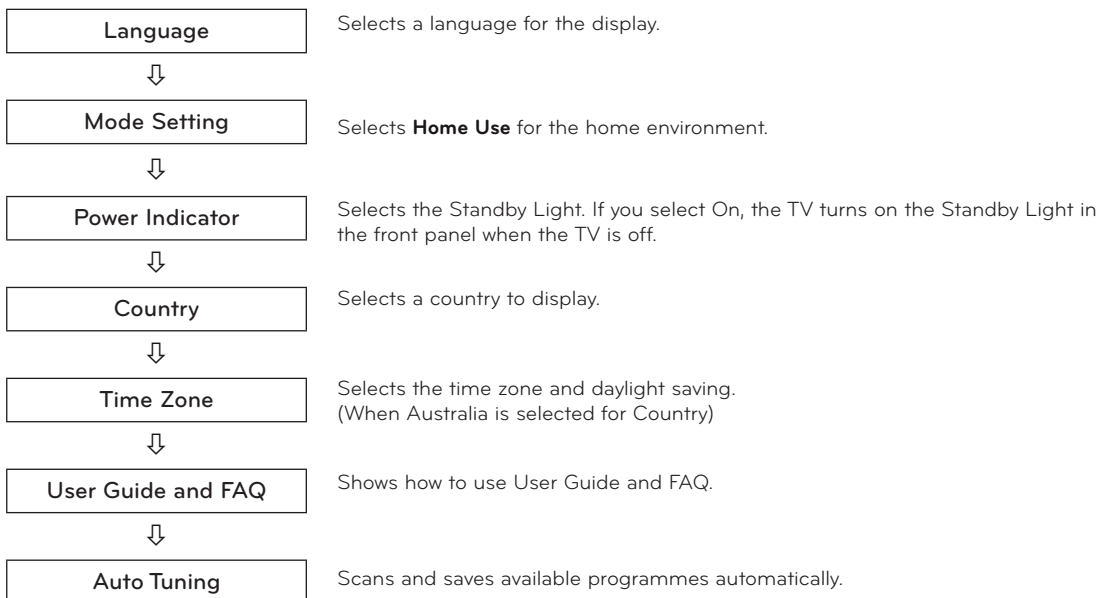 Language
Selects a language for the display.
⇩
Mode Setting
Selects Home Use for the home environment.
⇩
Power Indicator
Selects the Standby Light. If you select On, the TV turns on the Standby Light in
the front panel when the TV is off.
⇩
Country
Selects a country to display.
⇩
Time Zone
Selects the time zone and daylight saving.
(When Australia is selected for Country)
⇩
User Guide and FAQ
Shows how to use User Guide and FAQ.
⇩
Auto Tuning
Scans and saves available programmes automatically.